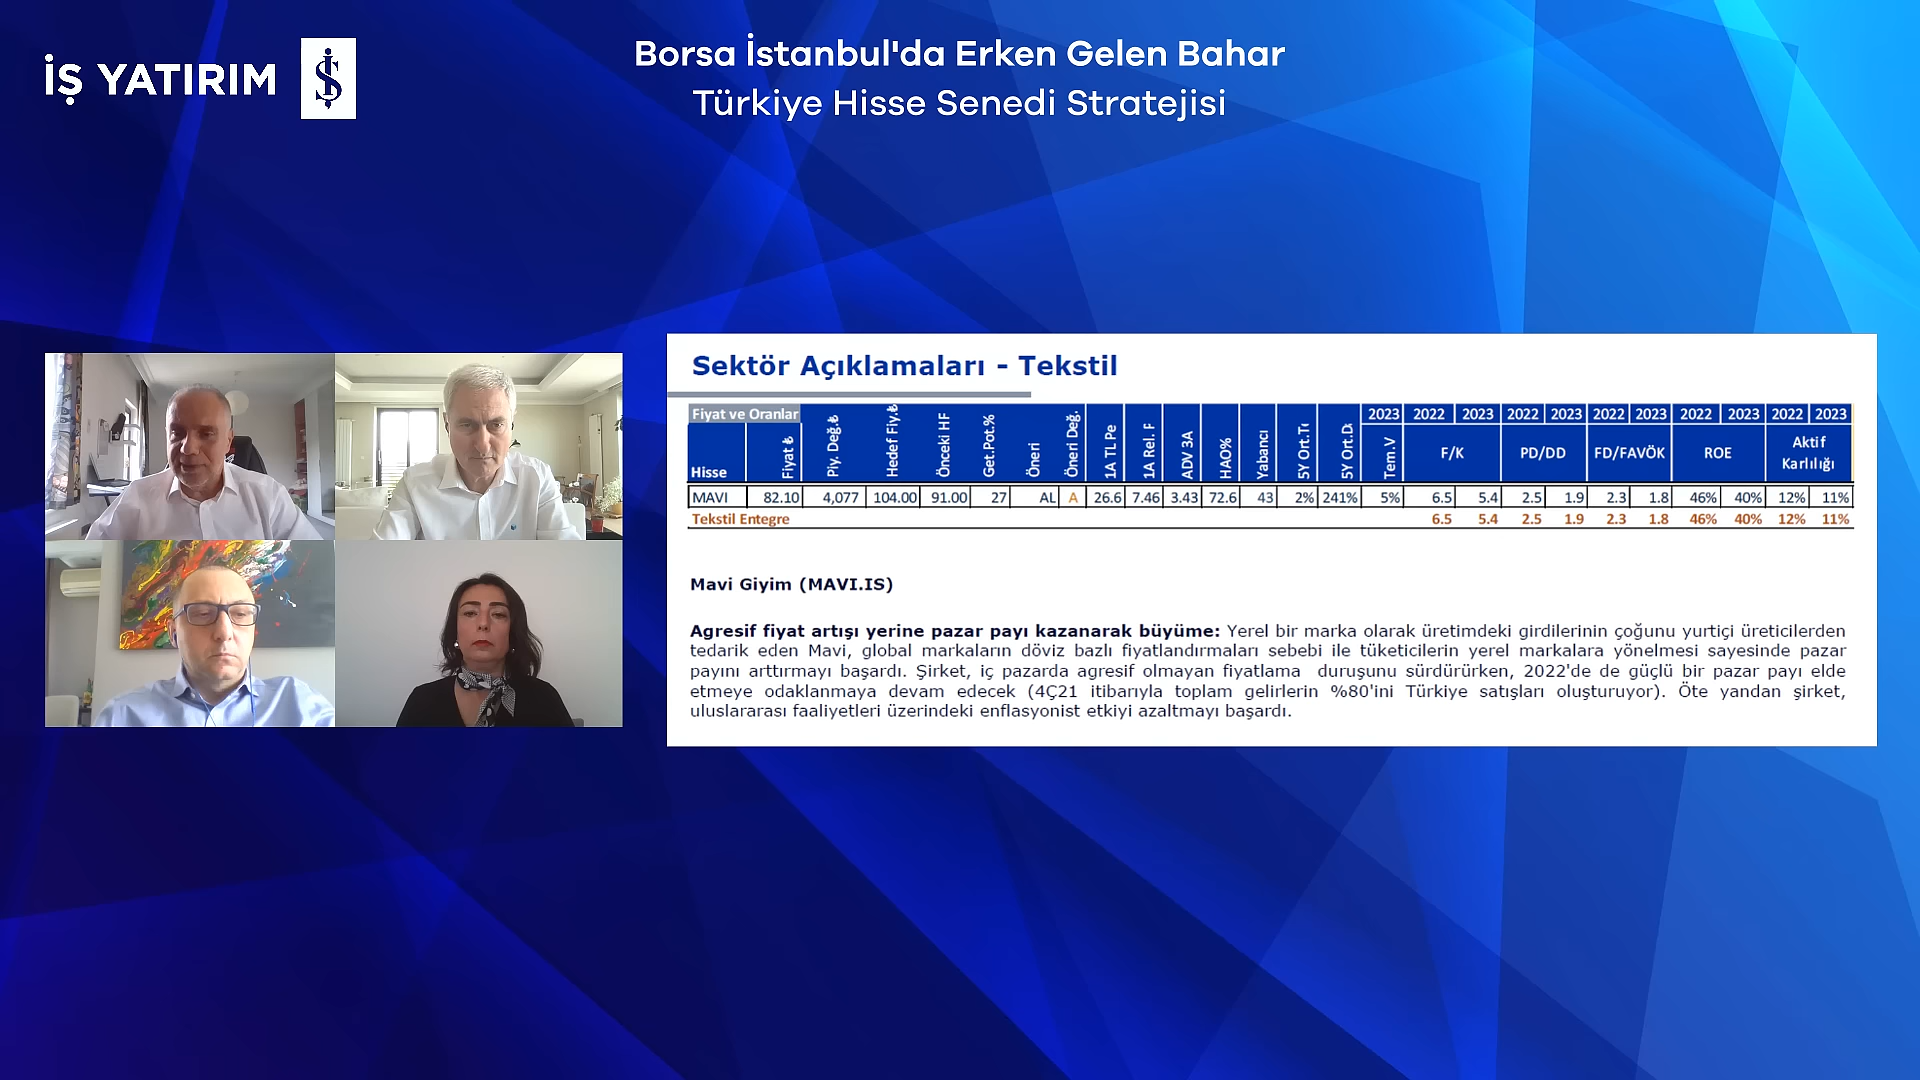 İŞ YATIRIM
Borsa İstanbul'da Erken Gelen Bahar
Türkiye Hisse Senedi Stratejisi
Sektör Açıklamaları - Tekstil
Fiyat ve Oranlar 2023 2022 2023 2022 2023 2022 2023 2022 2023 2022 2023
Hisse Fiyat ₺ Piy. Değ.₺ Hedef Fiy.₺ Önceki HF Get.Pot.% Öneri Öneri Değ. 1A TL Pe 1A Rel. F ADV 3A HAO% Yabancı 5Y Ort.Te 5Y Ort.D Tem.V F/K PD/DD FD/FAVÖK ROE Aktif Karlılığı
MAVI 82.10 4,077 104.00 91.00 27 AL A 26.6 7.46 3.43 72.6 43 2% 241% 5% 6.5 5.4 2.5 1.9 2.3 1.8 46% 40% 12% 11%
Tekstil Entegre 6.5 5.4 2.5 1.9 2.3 1.8 46% 40% 12% 11%
Mavi Giyim (MAVI.IS)
Agresif fiyat artışı yerine pazar payı kazanarak büyüme: Yerel bir marka olarak üretimdeki girdilerinin çoğunu yurtiçi üreticilerden
tedarik eden Mavi, global markaların döviz bazlı fiyatlandırmaları sebebi ile tüketicilerin yerel markalara yönelmesi sayesinde pazar
payını arttırmayı başardı. Şirket, iç pazarda agresif olmayan fiyatlama duruşunu sürdürürken, 2022'de de güçlü bir pazar payı elde
etmeye odaklanmaya devam edecek (4Ç21 itibarıyla toplam gelirlerin %80'ini Türkiye satışları oluşturuyor). Öte yandan şirket,
uluslararası faaliyetleri üzerindeki enflasyonist etkiyi azaltmayı başardı.